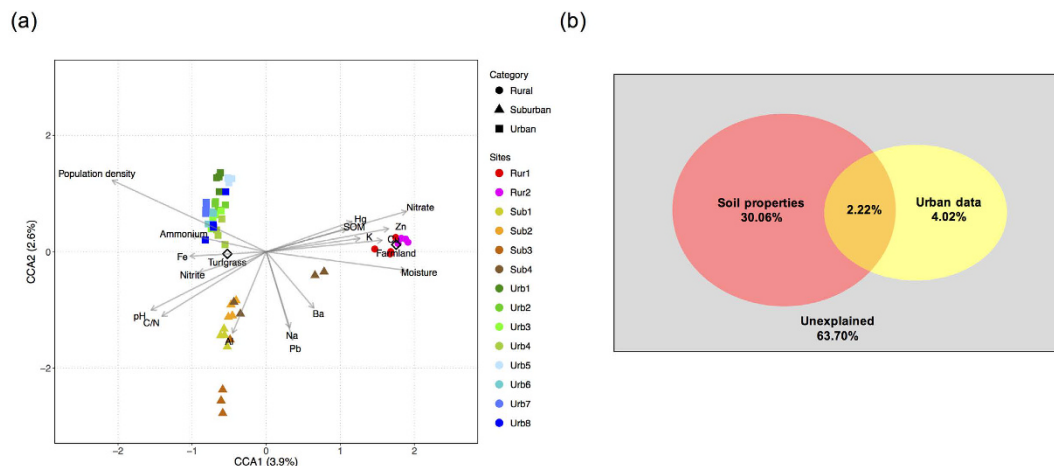 (a)
(b)
Population density
Ammonium
Fe
Turfgrass
Nitrite
pH
C/N
Al
Na
Pb
Ba
Hg
SOM
K
Nitrate
Zn
Farmland
Moisture
2
0
-2
-2
-1
0
1
2
CCA1 (3.9%)
CCA2 (2.6%)
Category
Rural
Suburban
Urban
Sites
Rur1
Rur2
Sub1
Sub2
Sub3
Sub4
Urb1
Urb2
Urb3
Urb4
Urb5
Urb6
Urb7
Urb8
Soil properties
30.06%
2.22%
Urban data
4.02%
Unexplained
63.70%